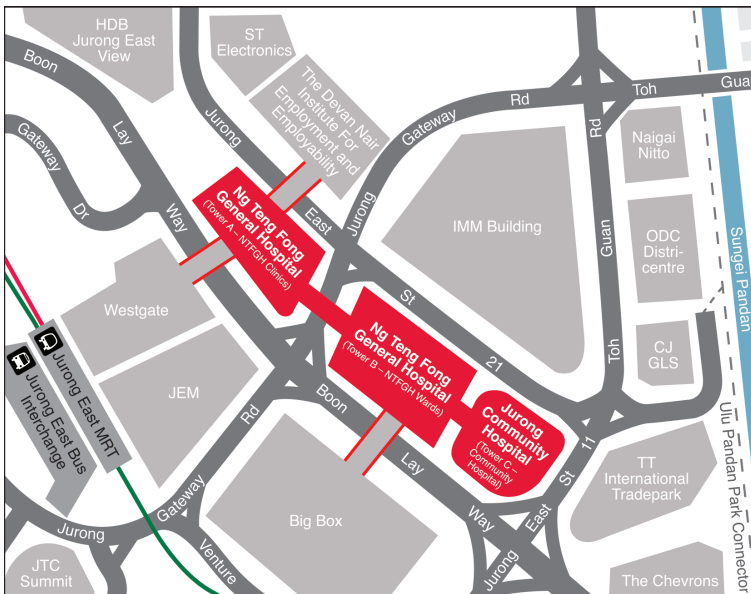 HDB
Jurong East
View
ST
Electronics
The Devan Nair
Institute For
Employment and
Employability
Boon
Lay
Way
Gateway
Dr
Jurong
East
St
21
Jurong
Gateway
Rd
Toh
Gua
Rd
Guan
Toh
Naigai
Nitto
ODC
Distri-
centre
CJ
GLS
Sungei Pandan
Ulu Pandan Park Connector
IMM Building
Ng Teng Fong
General Hospital
(Tower A – NTFGH Clinics)
Ng Teng Fong
General Hospital
(Tower B – NTFGH Wards)
Jurong
Community
Hospital
(Tower C –
Community
Hospital)
Westgate
JEM
Jurong East MRT
Jurong East Bus
Interchange
Rd
Gateway
Jurong
Venture
Boon
Lay
Way
Big Box
JTC
Summit
Jurong
East
St
11
TT
International
Tradepark
The Chevrons